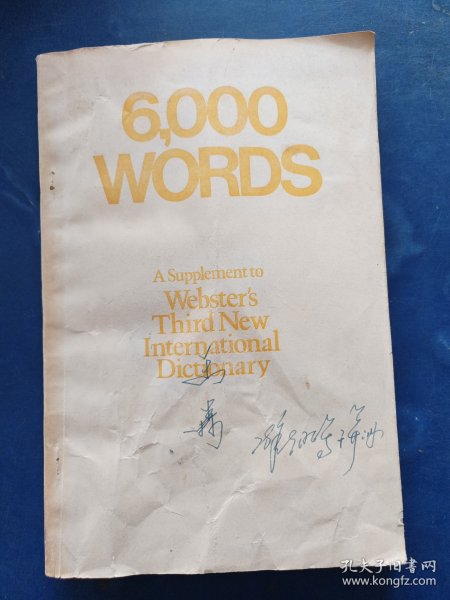 6,000
WORDS
A Supplement to
Webster's
Third New
International
Dictionary
孔夫子旧书网
www.kongfz.com